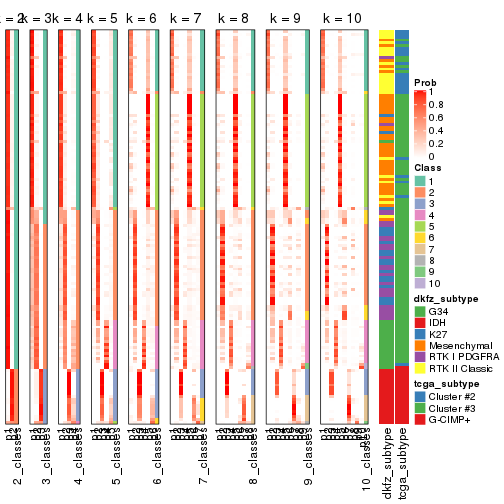 k = 2
k = 3
k = 4
k = 5
k = 6
k = 7
k = 8
k = 9
k = 10
Prob
1
0.8
0.6
0.4
0.2
0
Class
1
2
3
4
5
6
7
8
9
10
dkfz_subtype
G34
IDH
K27
Mesenchymal
RTK I PDGFRA
RTK II Classic
tcga_subtype
Cluster #2
Cluster #3
G-CIMP+
2_classes
3_classes
4_classes
5_classes
6_classes
7_classes
8_classes
9_classes
10_classes
dkfz_subtype
tcga_subtype